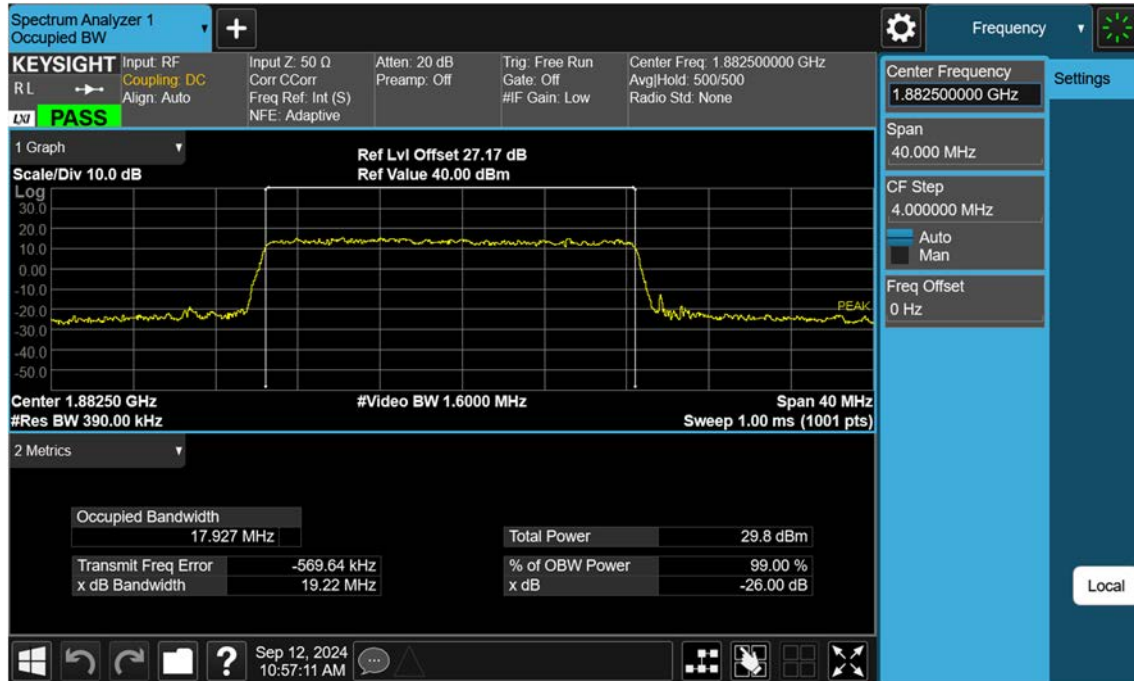 Spectrum Analyzer 1
Occupied BW
+
Frequency
KEYSIGHT
RL
LXI PASS
Input: RF
Coupling: DC
Align: Auto
Input Z: 50 Ω
Corr CCorr
Freq Ref: Int (S)
NFE: Adaptive
Atten: 20 dB
Preamp: Off
Trig: Free Run
Gate: Off
#IF Gain: Low
Center Freq: 1.882500000 GHz
Avg|Hold: 500/500
Radio Std: None
Center Frequency
1.882500000 GHz
Settings
Span
40.000 MHz
CF Step
4.000000 MHz
Auto
Man
Freq Offset
0 Hz
Local
1 Graph
Scale/Div 10.0 dB
Ref Lvl Offset 27.17 dB
Ref Value 40.00 dBm
Log
30.0
20.0
10.0
0.00
-10.0
-20.0
-30.0
-40.0
-50.0
PEAK
Center 1.88250 GHz
#Video BW 1.6000 MHz
Span 40 MHz
#Res BW 390.00 kHz
Sweep 1.00 ms (1001 pts)
2 Metrics
Occupied Bandwidth
17.927 MHz
Total Power 29.8 dBm
Transmit Freq Error -569.64 kHz
% of OBW Power 99.00 %
x dB Bandwidth 19.22 MHz
x dB -26.00 dB
?
Sep 12, 2024
10:57:11 AM